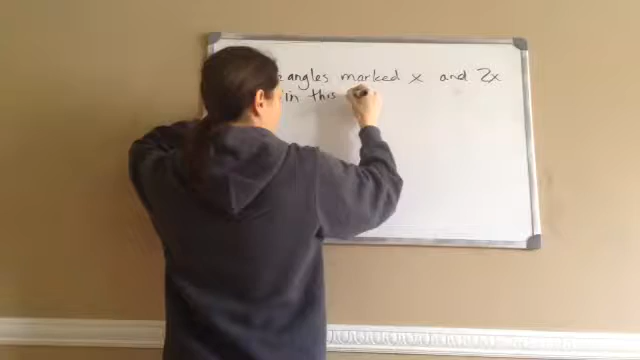 angles marked x and 2x
in this